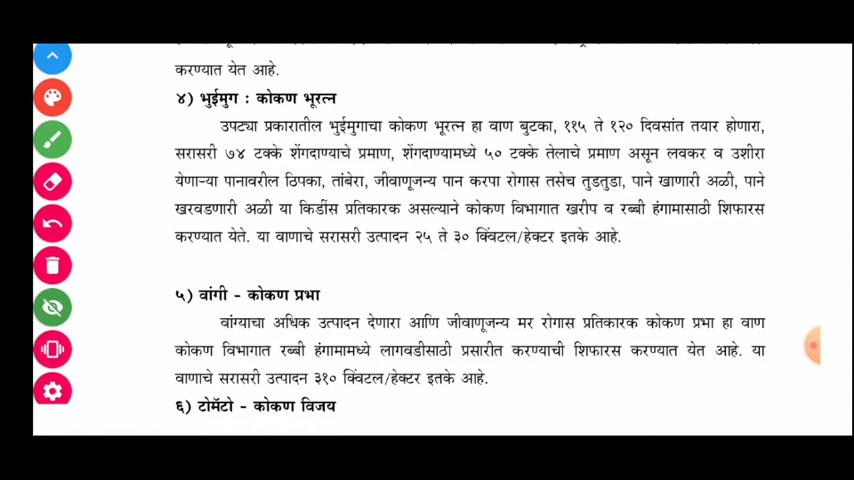 करण्यात येत आहे.
४) भुईमुग : कोकण भूरत्न
उपट्या प्रकारातील भुईमुगाचा कोकण भूरत्न हा वाण बुटका, ११५ ते १२० दिवसांत तयार होणारा,
सरासरी ७४ टक्के शेंगदाण्याचे प्रमाण, शेंगदाण्यामध्ये ५० टक्के तेलाचे प्रमाण असून लवकर व उशीरा
येणाऱ्या पानावरील ठिपका, तांबेरा, जीवाणूजन्य पान करपा रोगास तसेच तुडतुडा, पाने खाणारी अळी, पाने
खरवडणारी अळी या किडींस प्रतिकारक असल्याने कोकण विभागात खरीप व रब्बी हंगामासाठी शिफारस
करण्यात येते. या वाणाचे सरासरी उत्पादन २५ ते ३० क्विंटल/हेक्टर इतके आहे.
५) वांगी - कोकण प्रभा
वांग्याचा अधिक उत्पादन देणारा आणि जीवाणूजन्य मर रोगास प्रतिकारक कोकण प्रभा हा वाण
कोकण विभागात रब्बी हंगामामध्ये लागवडीसाठी प्रसारीत करण्याची शिफारस करण्यात येत आहे. या
वाणाचे सरासरी उत्पादन ३१० क्विंटल/हेक्टर इतके आहे.
६) टोमॅटो - कोकण विजय